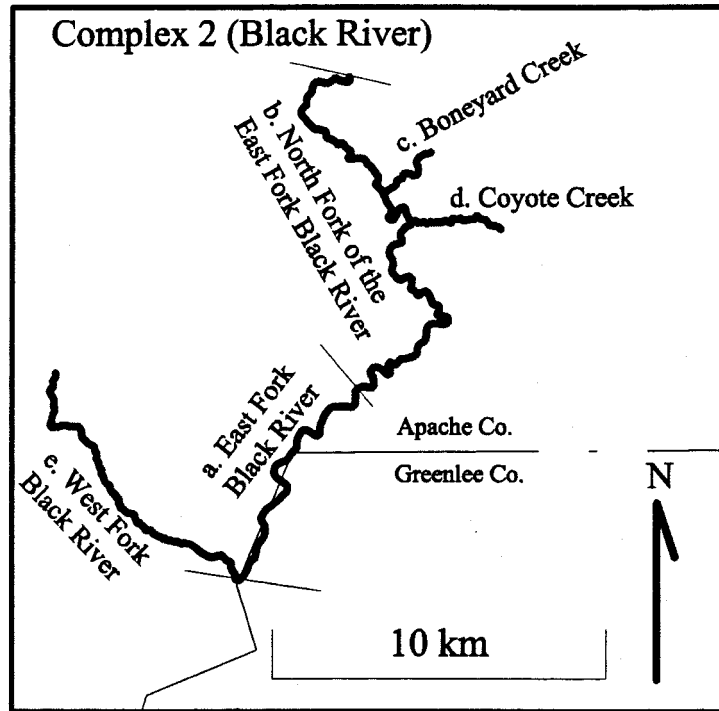 Complex 2 (Black River)
c. Boneyard Creek
b. North Fork of the
East Fork Black River
d. Coyote Creek
a. East Fork
Black River
Apache Co.
Greenlee Co.
e. West Fork
Black River
N
10 km